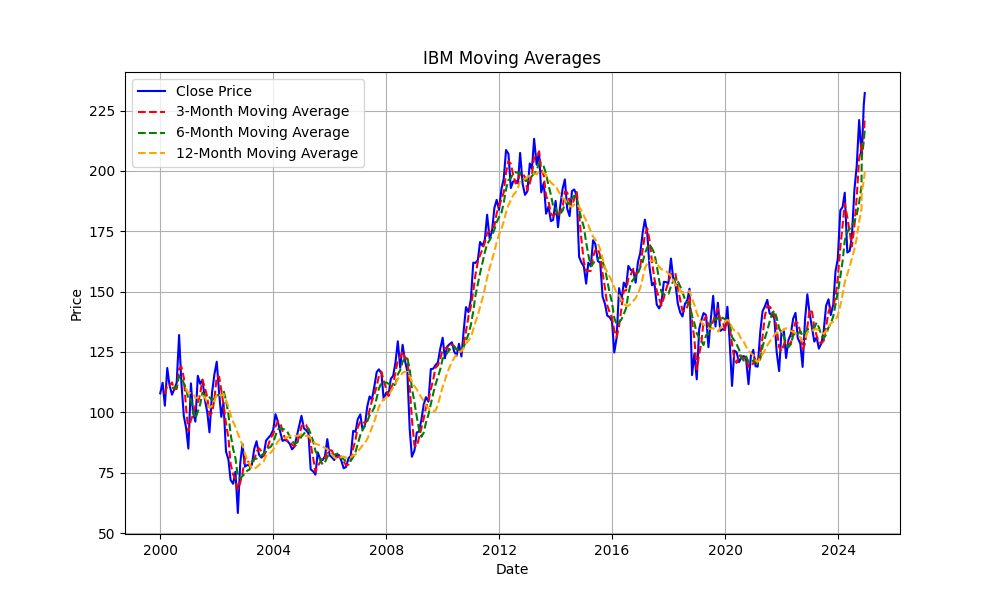 IBM Moving Averages
Close Price
3-Month Moving Average
6-Month Moving Average
12-Month Moving Average
225
200
175
150
125
100
75
50
Price
2000 2004 2008 2012 2016 2020 2024
Date